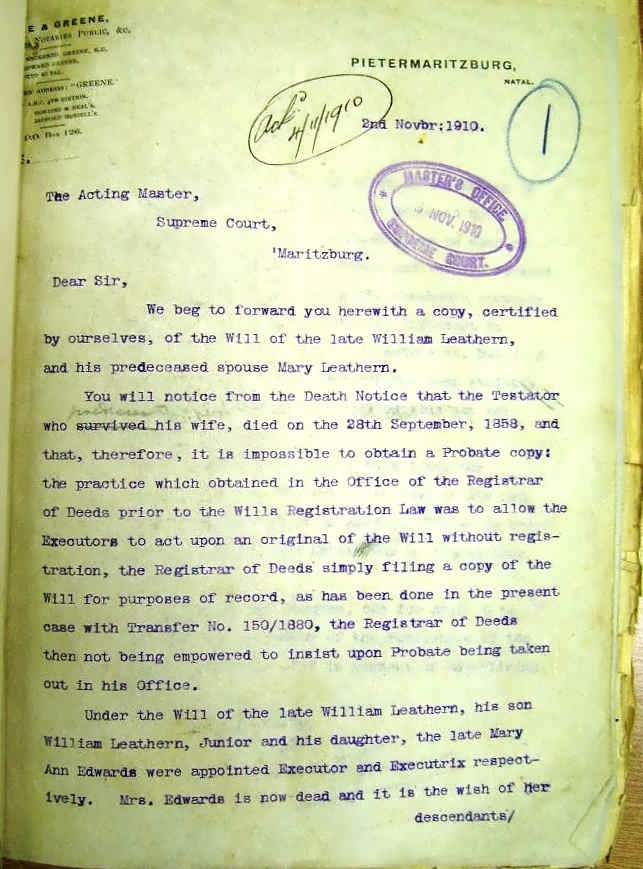 E & GREENE,
NOTARIES PUBLIC, &c.
GREENE, K.C.
"GREENE."
P.O. Box 126.
PIETERMARITZBURG,
NATAL.
Ackd
4/11/1910
1
2nd Novbr:1910.
MASTER'S OFFICE
NOV. 1910
SUPREME COURT.
The Acting Master,
Supreme Court,
'Maritzburg.
Dear Sir,
We beg to forward you herewith a copy, certified
by ourselves, of the Will of the late William Leathern,
and his predeceased spouse Mary Leathern.
You will notice from the Death Notice that the Testator
who survived his wife, died on the 28th September, 1858, and
that, therefore, it is impossible to obtain a Probate copy:
the practice which obtained in the Office of the Registrar
of Deeds prior to the Wills Registration Law was to allow the
Executors to act upon an original of the Will without regis-
tration, the Registrar of Deeds simply filing a copy of the
Will for purposes of record, as has been done in the present
case with Transfer No. 150/1880, the Registrar of Deeds
then not being empowered to insist upon Probate being taken
out in his Office.
Under the Will of the late William Leathern, his son
William Leathern, Junior and his daughter, the late Mary
Ann Edwards were appointed Executor and Executrix respect-
ively. Mrs. Edwards is now dead and it is the wish of her
descendants/